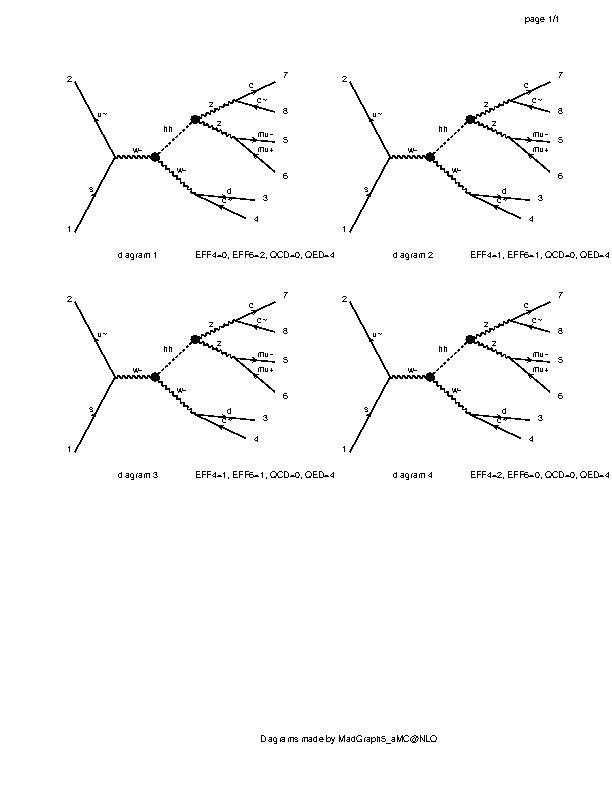 page 1/1
2 7 2 7
c c
z c~ z c~
u~ hh 8 u~ hh 8
z z
mu- 5 mu- 5
w- mu+ w- mu+
w- 6 w- 6
s d s d
c~ 3 c~ 3
4 4
1 1
diagram 1 EFF4=0, EFF6=2, QCD=0, QED=4 diagram 2 EFF4=1, EFF6=1, QCD=0, QED=4
2 7 2 7
c c
z c~ z c~
u~ hh 8 u~ hh 8
z z
mu- 5 mu- 5
w- mu+ w- mu+
w- 6 w- 6
s d s d
c~ 3 c~ 3
4 4
1 1
diagram 3 EFF4=1, EFF6=1, QCD=0, QED=4 diagram 4 EFF4=2, EFF6=0, QCD=0, QED=4
Diagrams made by MadGraph5_aMC@NLO